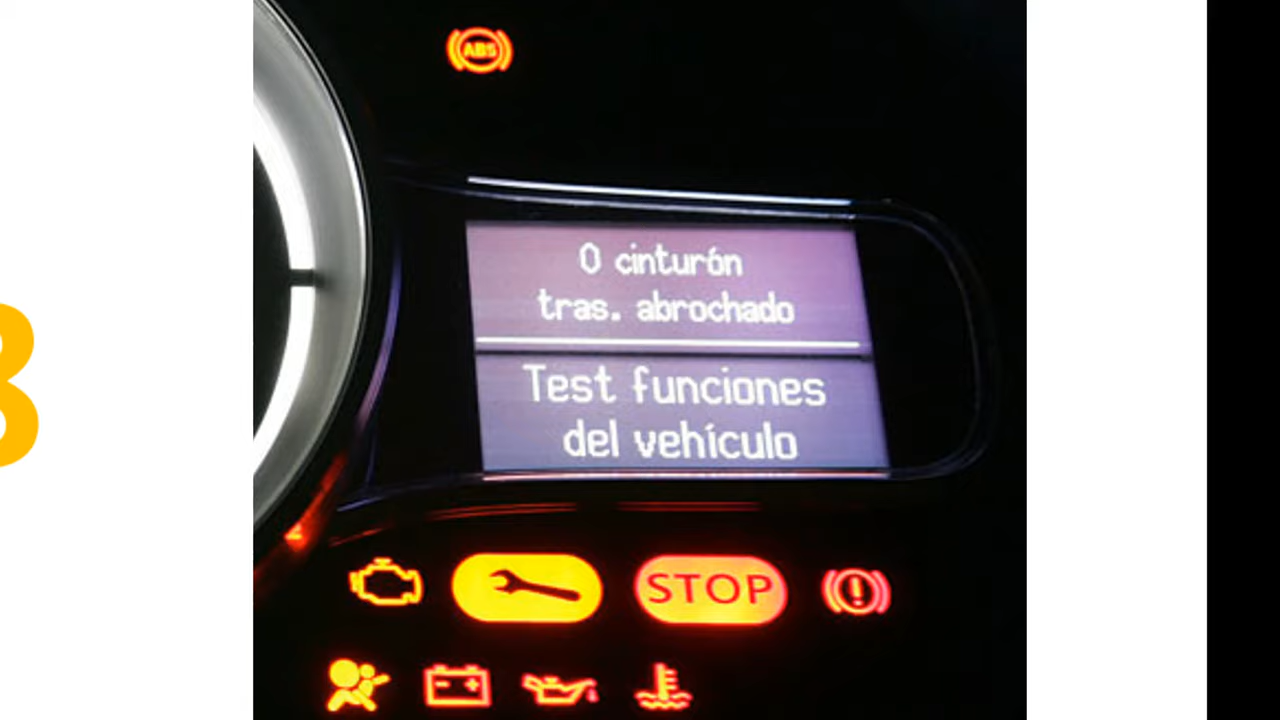 ABS
0 cinturón
tras. abrochado
Test funciones
del vehículo
STOP